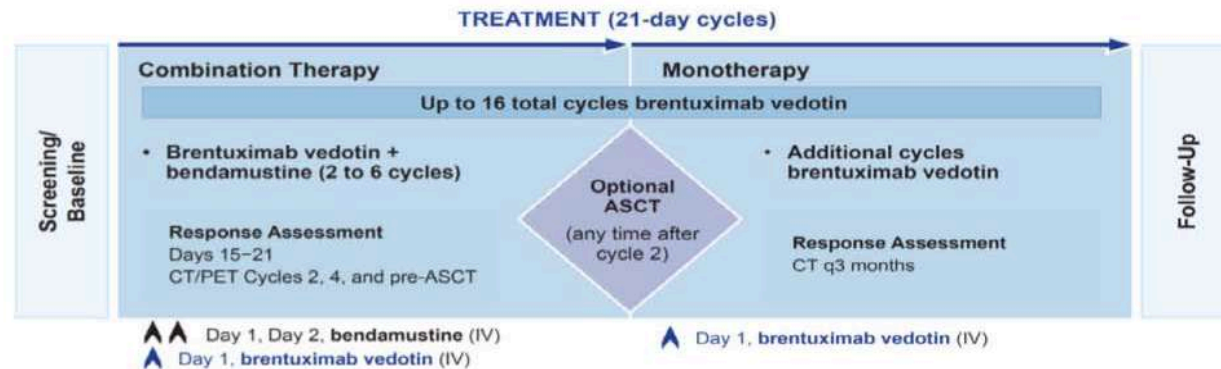 TREATMENT (21-day cycles)
Screening/
Baseline
Combination Therapy
Monotherapy
Up to 16 total cycles brentuximab vedotin
• Brentuximab vedotin +
bendamustine (2 to 6 cycles)
Response Assessment
Days 15–21
CT/PET Cycles 2, 4, and pre-ASCT
Optional
ASCT
(any time after
cycle 2)
• Additional cycles
brentuximab vedotin
Response Assessment
CT q3 months
Follow-Up
Day 1, Day 2, bendamustine (IV)
Day 1, brentuximab vedotin (IV)
Day 1, brentuximab vedotin (IV)